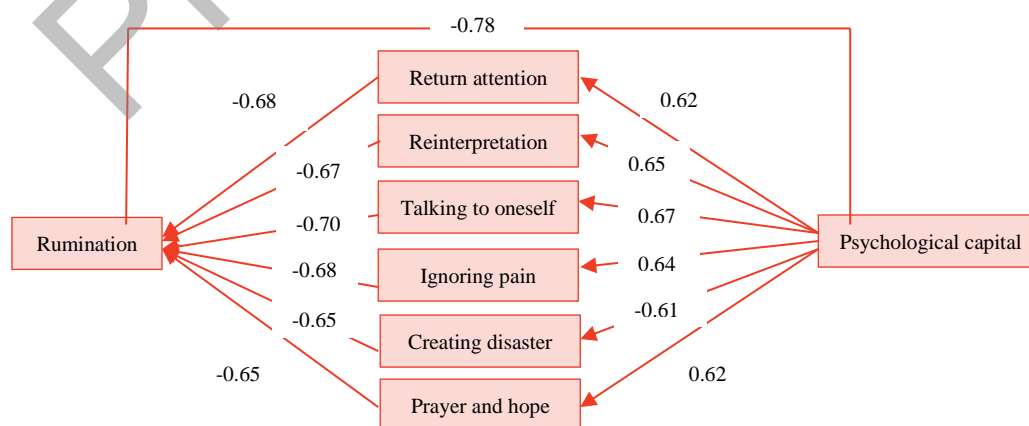 -0.78
Return attention
-0.68
0.62
Reinterpretation
-0.67
0.65
Talking to oneself
-0.70
0.67
Rumination
Psychological capital
Ignoring pain
-0.68
0.64
Creating disaster
-0.65
-0.61
Prayer and hope
-0.65
0.62